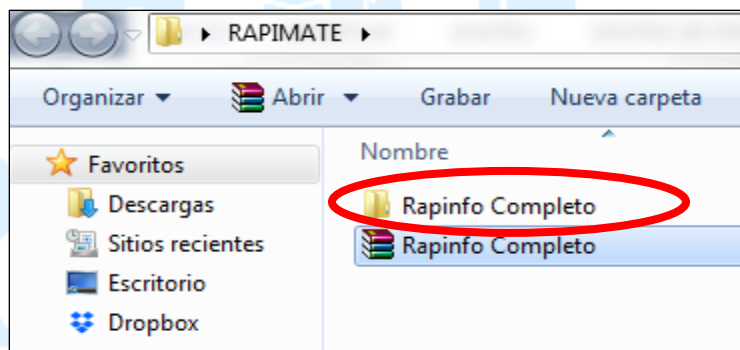 RAPIMATE
Organizar Abrir Grabar Nueva carpeta
Favoritos
Descargas
Sitios recientes
Escritorio
Dropbox
Nombre
Rapinfo Completo
Rapinfo Completo